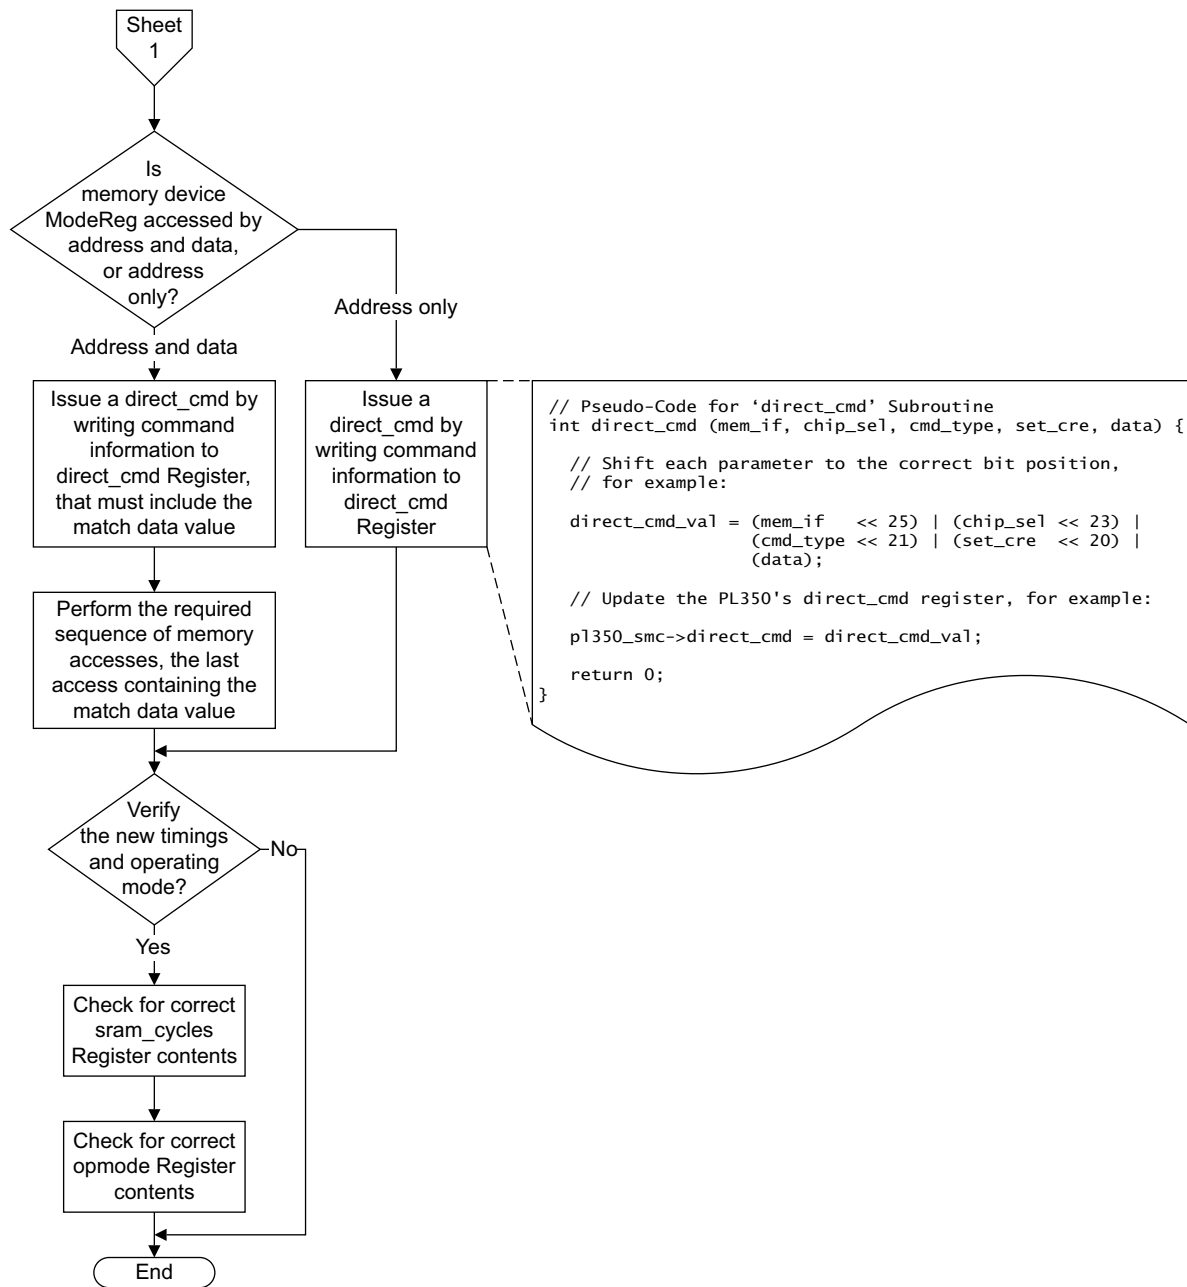 Sheet
1
Is
memory device
ModeReg accessed by
address and data,
or address
only?
Address only
Address and data
Issue a direct_cmd by
writing command
information to
direct_cmd Register,
that must include the
match data value
Issue a
direct_cmd by
writing command
information to
direct_cmd
Register
// Pseudo-Code for ‘direct_cmd’ Subroutine
int direct_cmd (mem_if, chip_sel, cmd_type, set_cre, data) {
// Shift each parameter to the correct bit position,
// for example:
direct_cmd_val = (mem_if   << 25) | (chip_sel << 23) |
(cmd_type << 21) | (set_cre  << 20) |
(data);
// Update the PL350's direct_cmd register, for example:
pl350_smc->direct_cmd = direct_cmd_val;
return 0;
}
Perform the required
sequence of memory
accesses, the last
access containing the
match data value
Verify
the new timings
and operating
mode?
No
Yes
Check for correct
sram_cycles
Register contents
Check for correct
opmode Register
contents
End